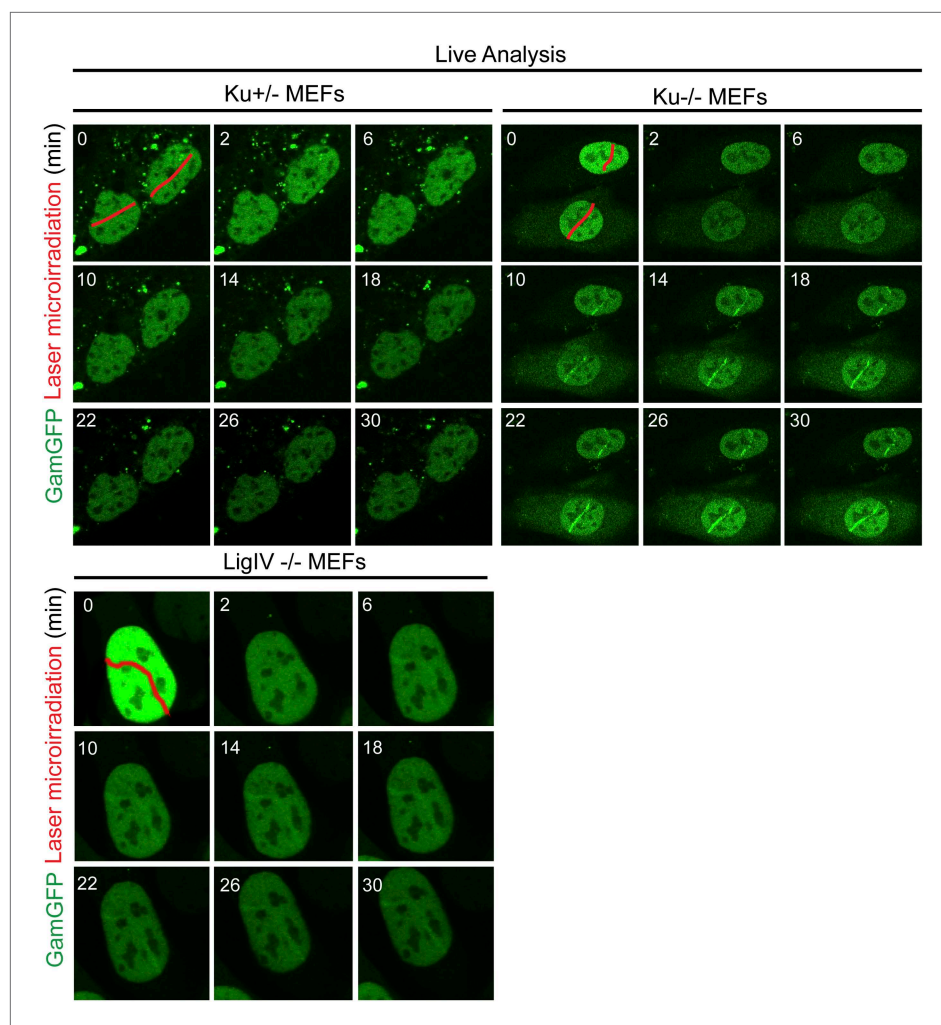 Live Analysis
Ku+/- MEFs
Ku-/- MEFs
GamGFP Laser microirradiation (min)
0 2 6
0 2 6
10 14 18
10 14 18
22 26 30
22 26 30
LigIV -/- MEFs
GamGFP Laser microirradiation (min)
0 2 6
10 14 18
22 26 30